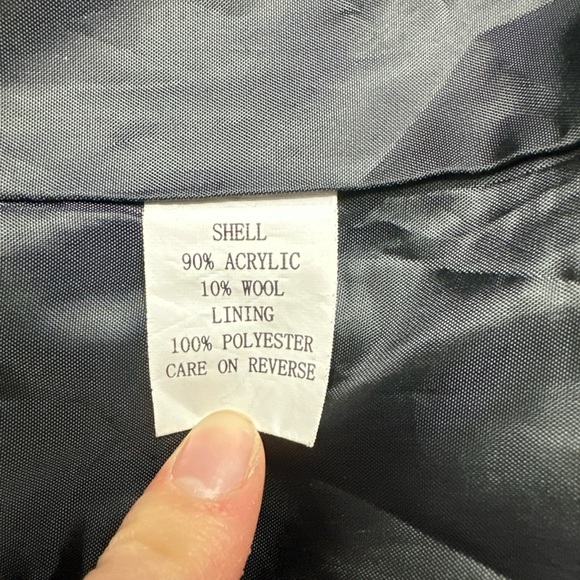 SHELL
90% ACRYLIC
10% WOOL
LINING
100% POLYESTER
CARE ON REVERSE